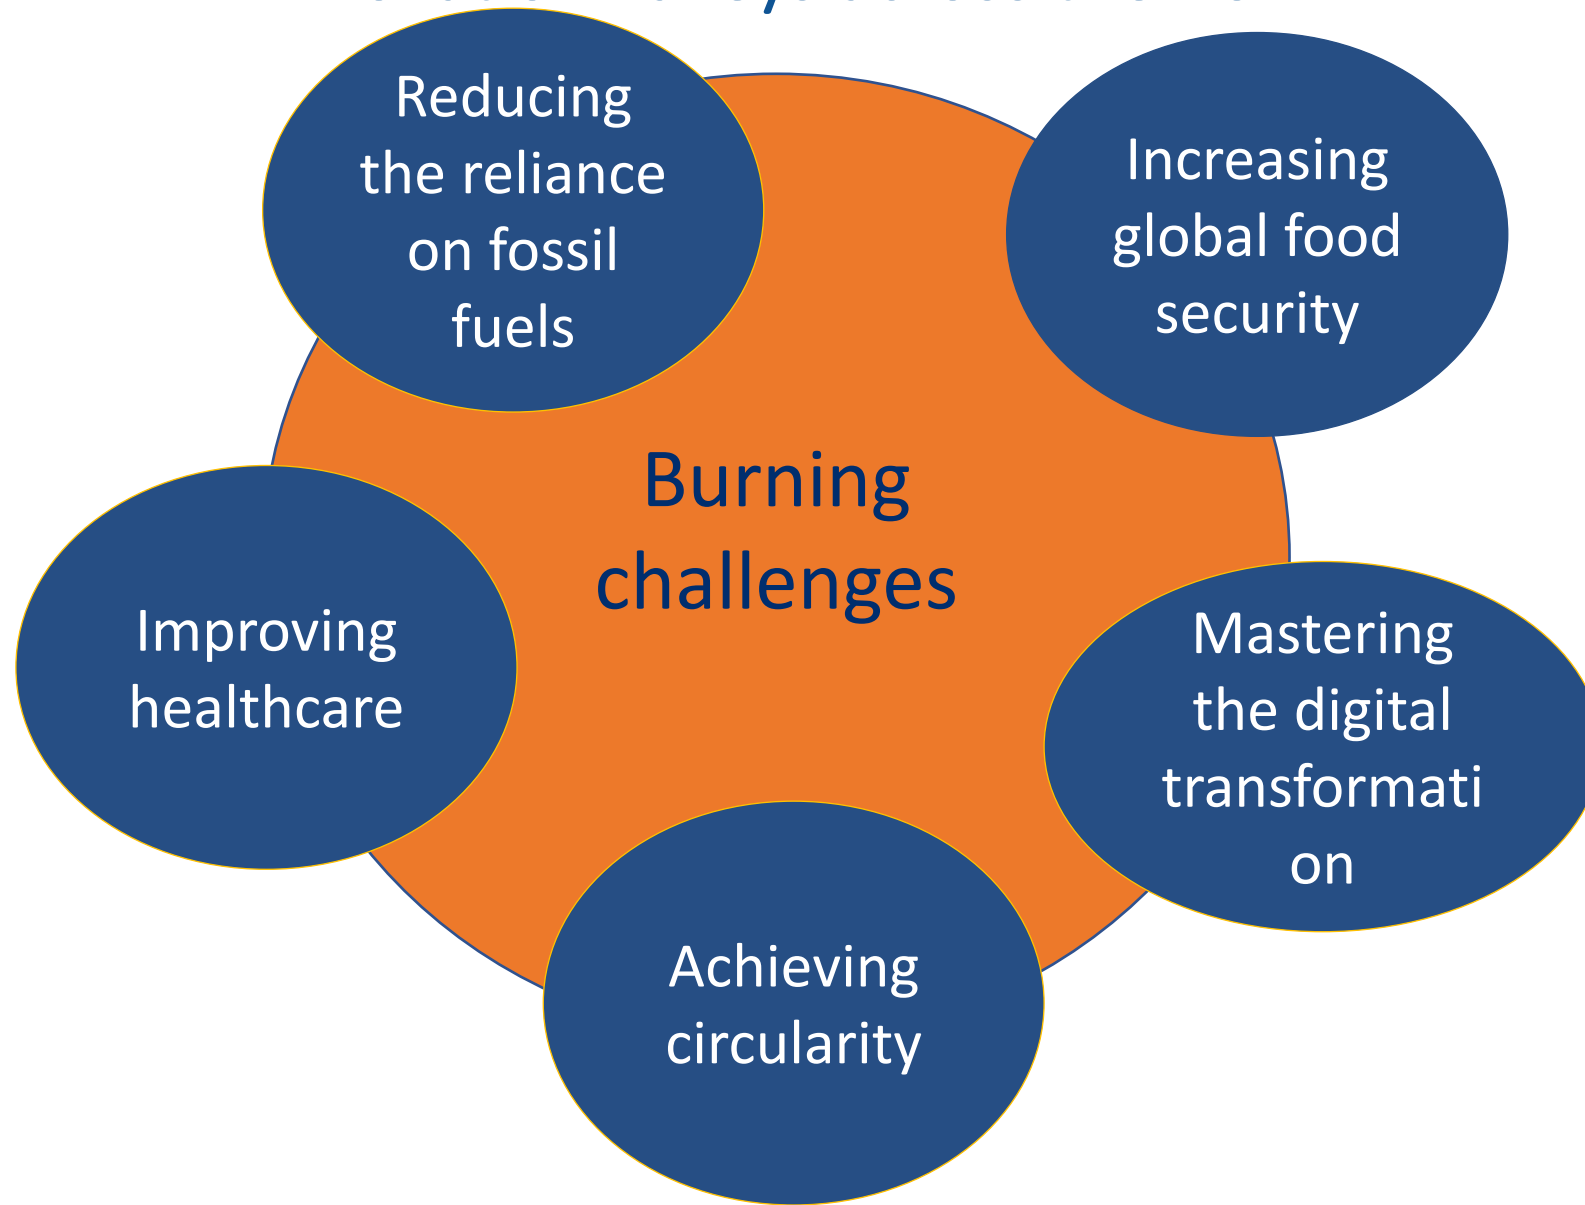 Reducing
the reliance
on fossil
fuels
Increasing
global food
security
Burning
challenges
Improving
healthcare
Mastering
the digital
transformati
on
Achieving
circularity